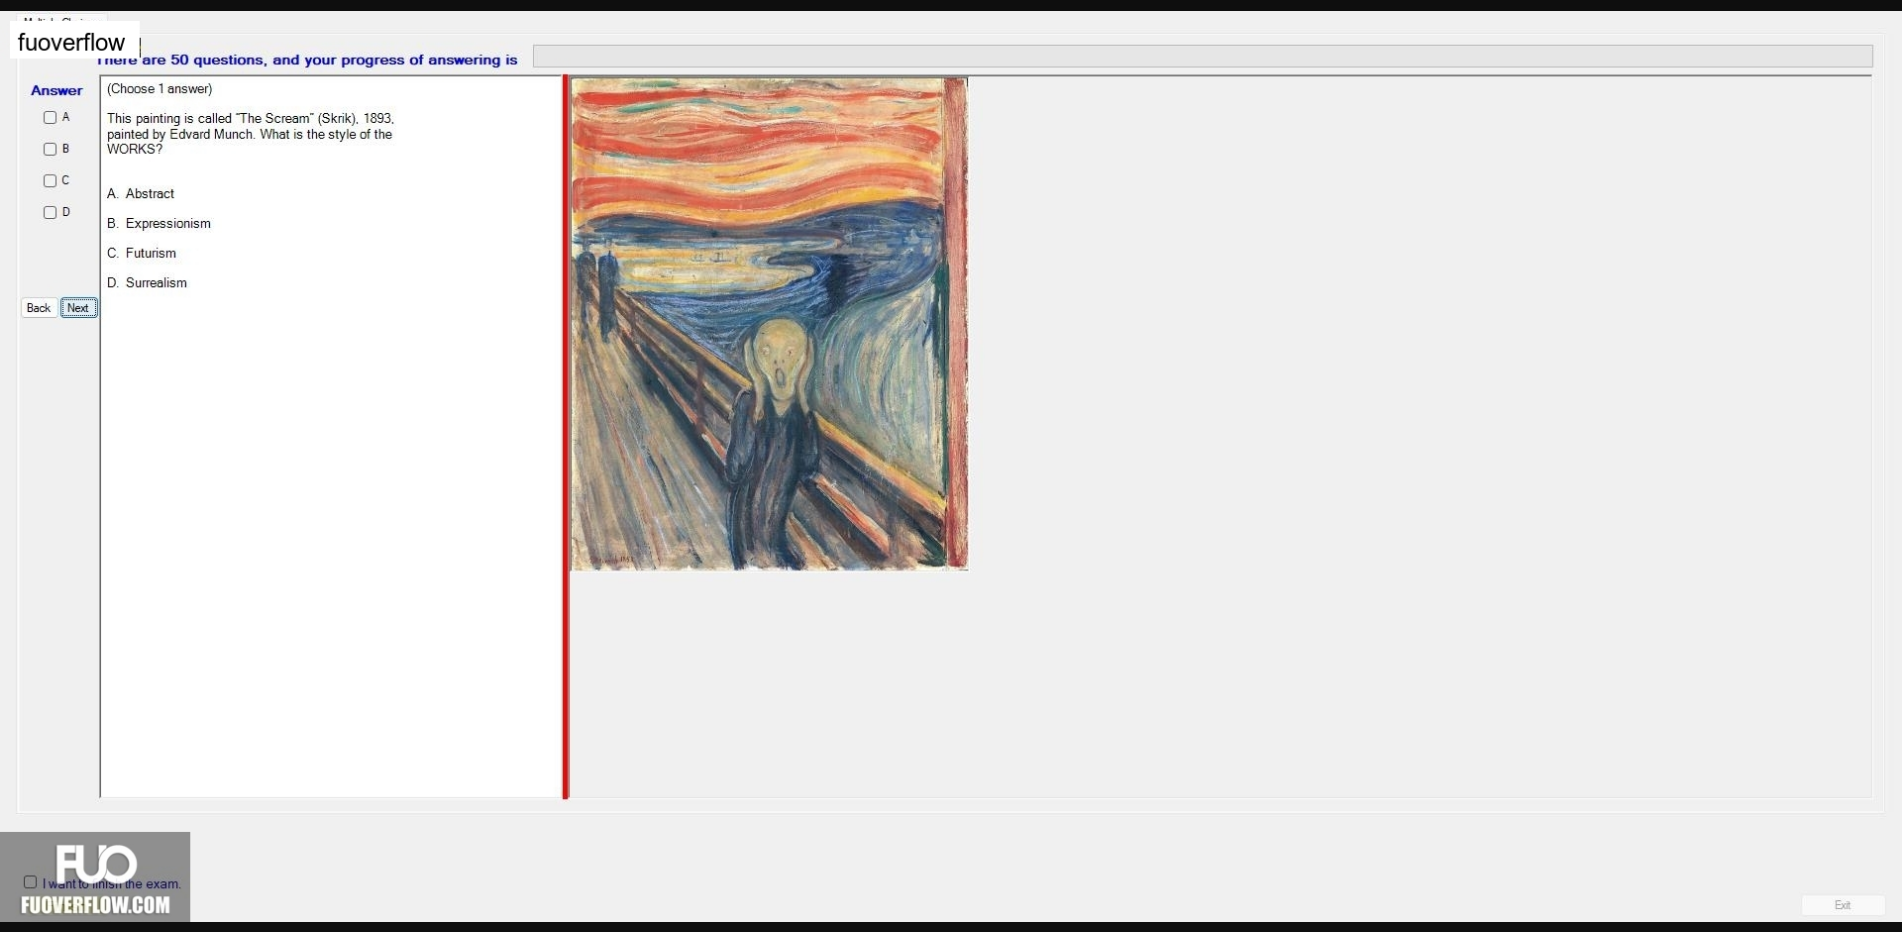 fuoverflow
There are 50 questions, and your progress of answering is
Answer
A
B
C
D
Back
Next
(Choose 1 answer)
This painting is called "The Scream" (Skrik), 1893,
painted by Edvard Munch. What is the style of the
WORKS?
A. Abstract
B. Expressionism
C. Futurism
D. Surrealism
FUO
I want to finish the exam.
FUOVERFLOW.COM
Exit